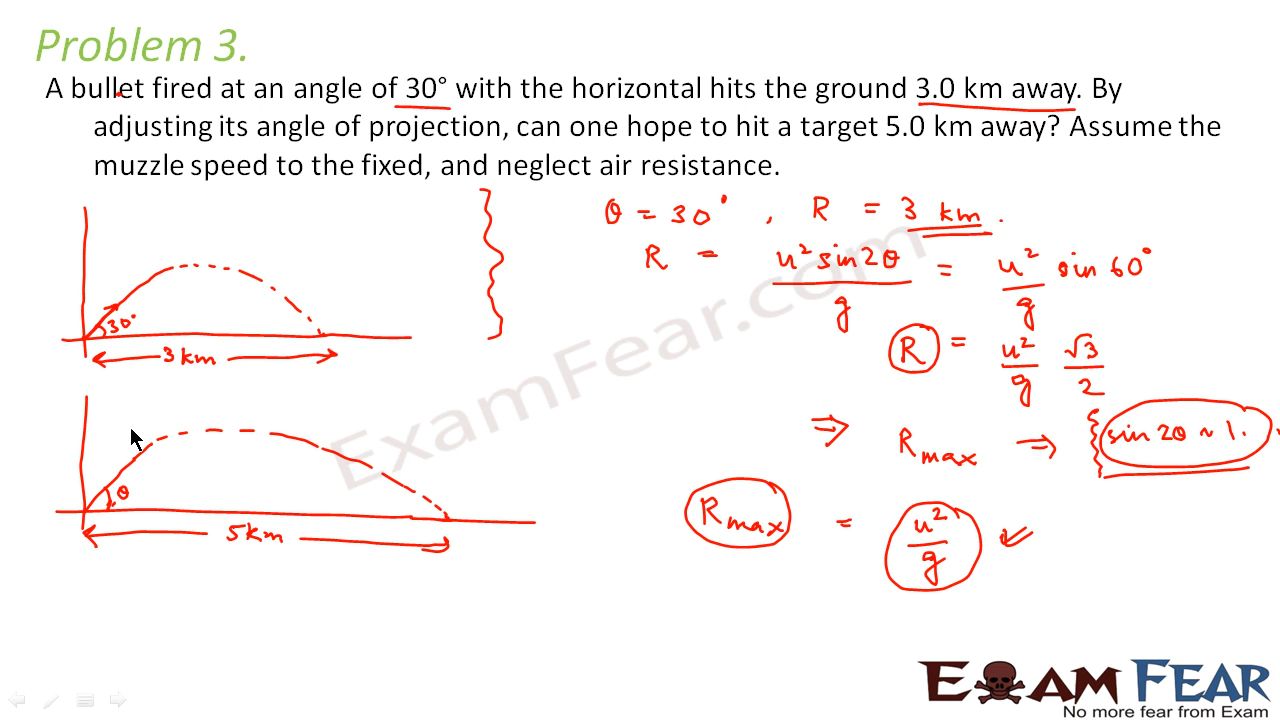 Problem 3.
A bullet fired at an angle of 30° with the horizontal hits the ground 3.0 km away. By
adjusting its angle of projection, can one hope to hit a target 5.0 km away? Assume the
muzzle speed to the fixed, and neglect air resistance.
30°
3 km
θ
5 km
θ = 30°, R = 3 km.
R = u² sin 2θ / g = u² / g sin 60°
R = u² / g √3 / 2
⇒ R max ⇒ { sin 2θ ~ 1.
R max = u² / g
ExamFear.com
EXAM FEAR
No more fear from Exam